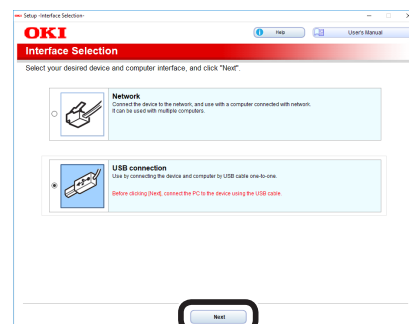 Setup -Interface Selection-
OKI
Help
User's Manual
Interface Selection
Select your desired device and computer interface, and click "Next".
Network
Connect the device to the network, and use with a computer connected with network.
It can be used with multiple computers.
USB connection
Use by connecting the device and computer by USB cable one-to-one.
Before clicking [Next], connect the PC to the device using the USB cable.
Next